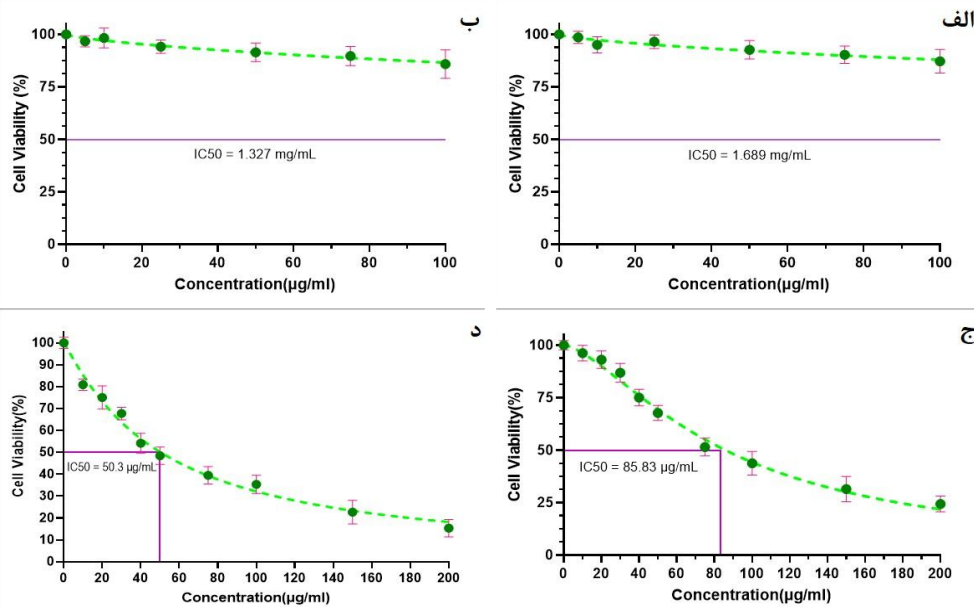 الف
Cell Viability (%)
100
75
50
25
0
IC50 = 1.689 mg/mL
0 20 40 60 80 100
Concentration(µg/ml)
ب
Cell Viability (%)
100
75
50
25
0
IC50 = 1.327 mg/mL
0 20 40 60 80 100
Concentration(µg/ml)
ج
Cell Viability(%)
100
75
50
25
0
IC50 = 85.83 µg/mL
0 20 40 60 80 100 120 140 160 180 200
Concentration(µg/ml)
د
Cell Viability(%)
100
90
80
70
60
50
40
30
20
10
0
IC50 = 50.3 µg/mL
0 20 40 60 80 100 120 140 160 180 200
Concentration(µg/ml)